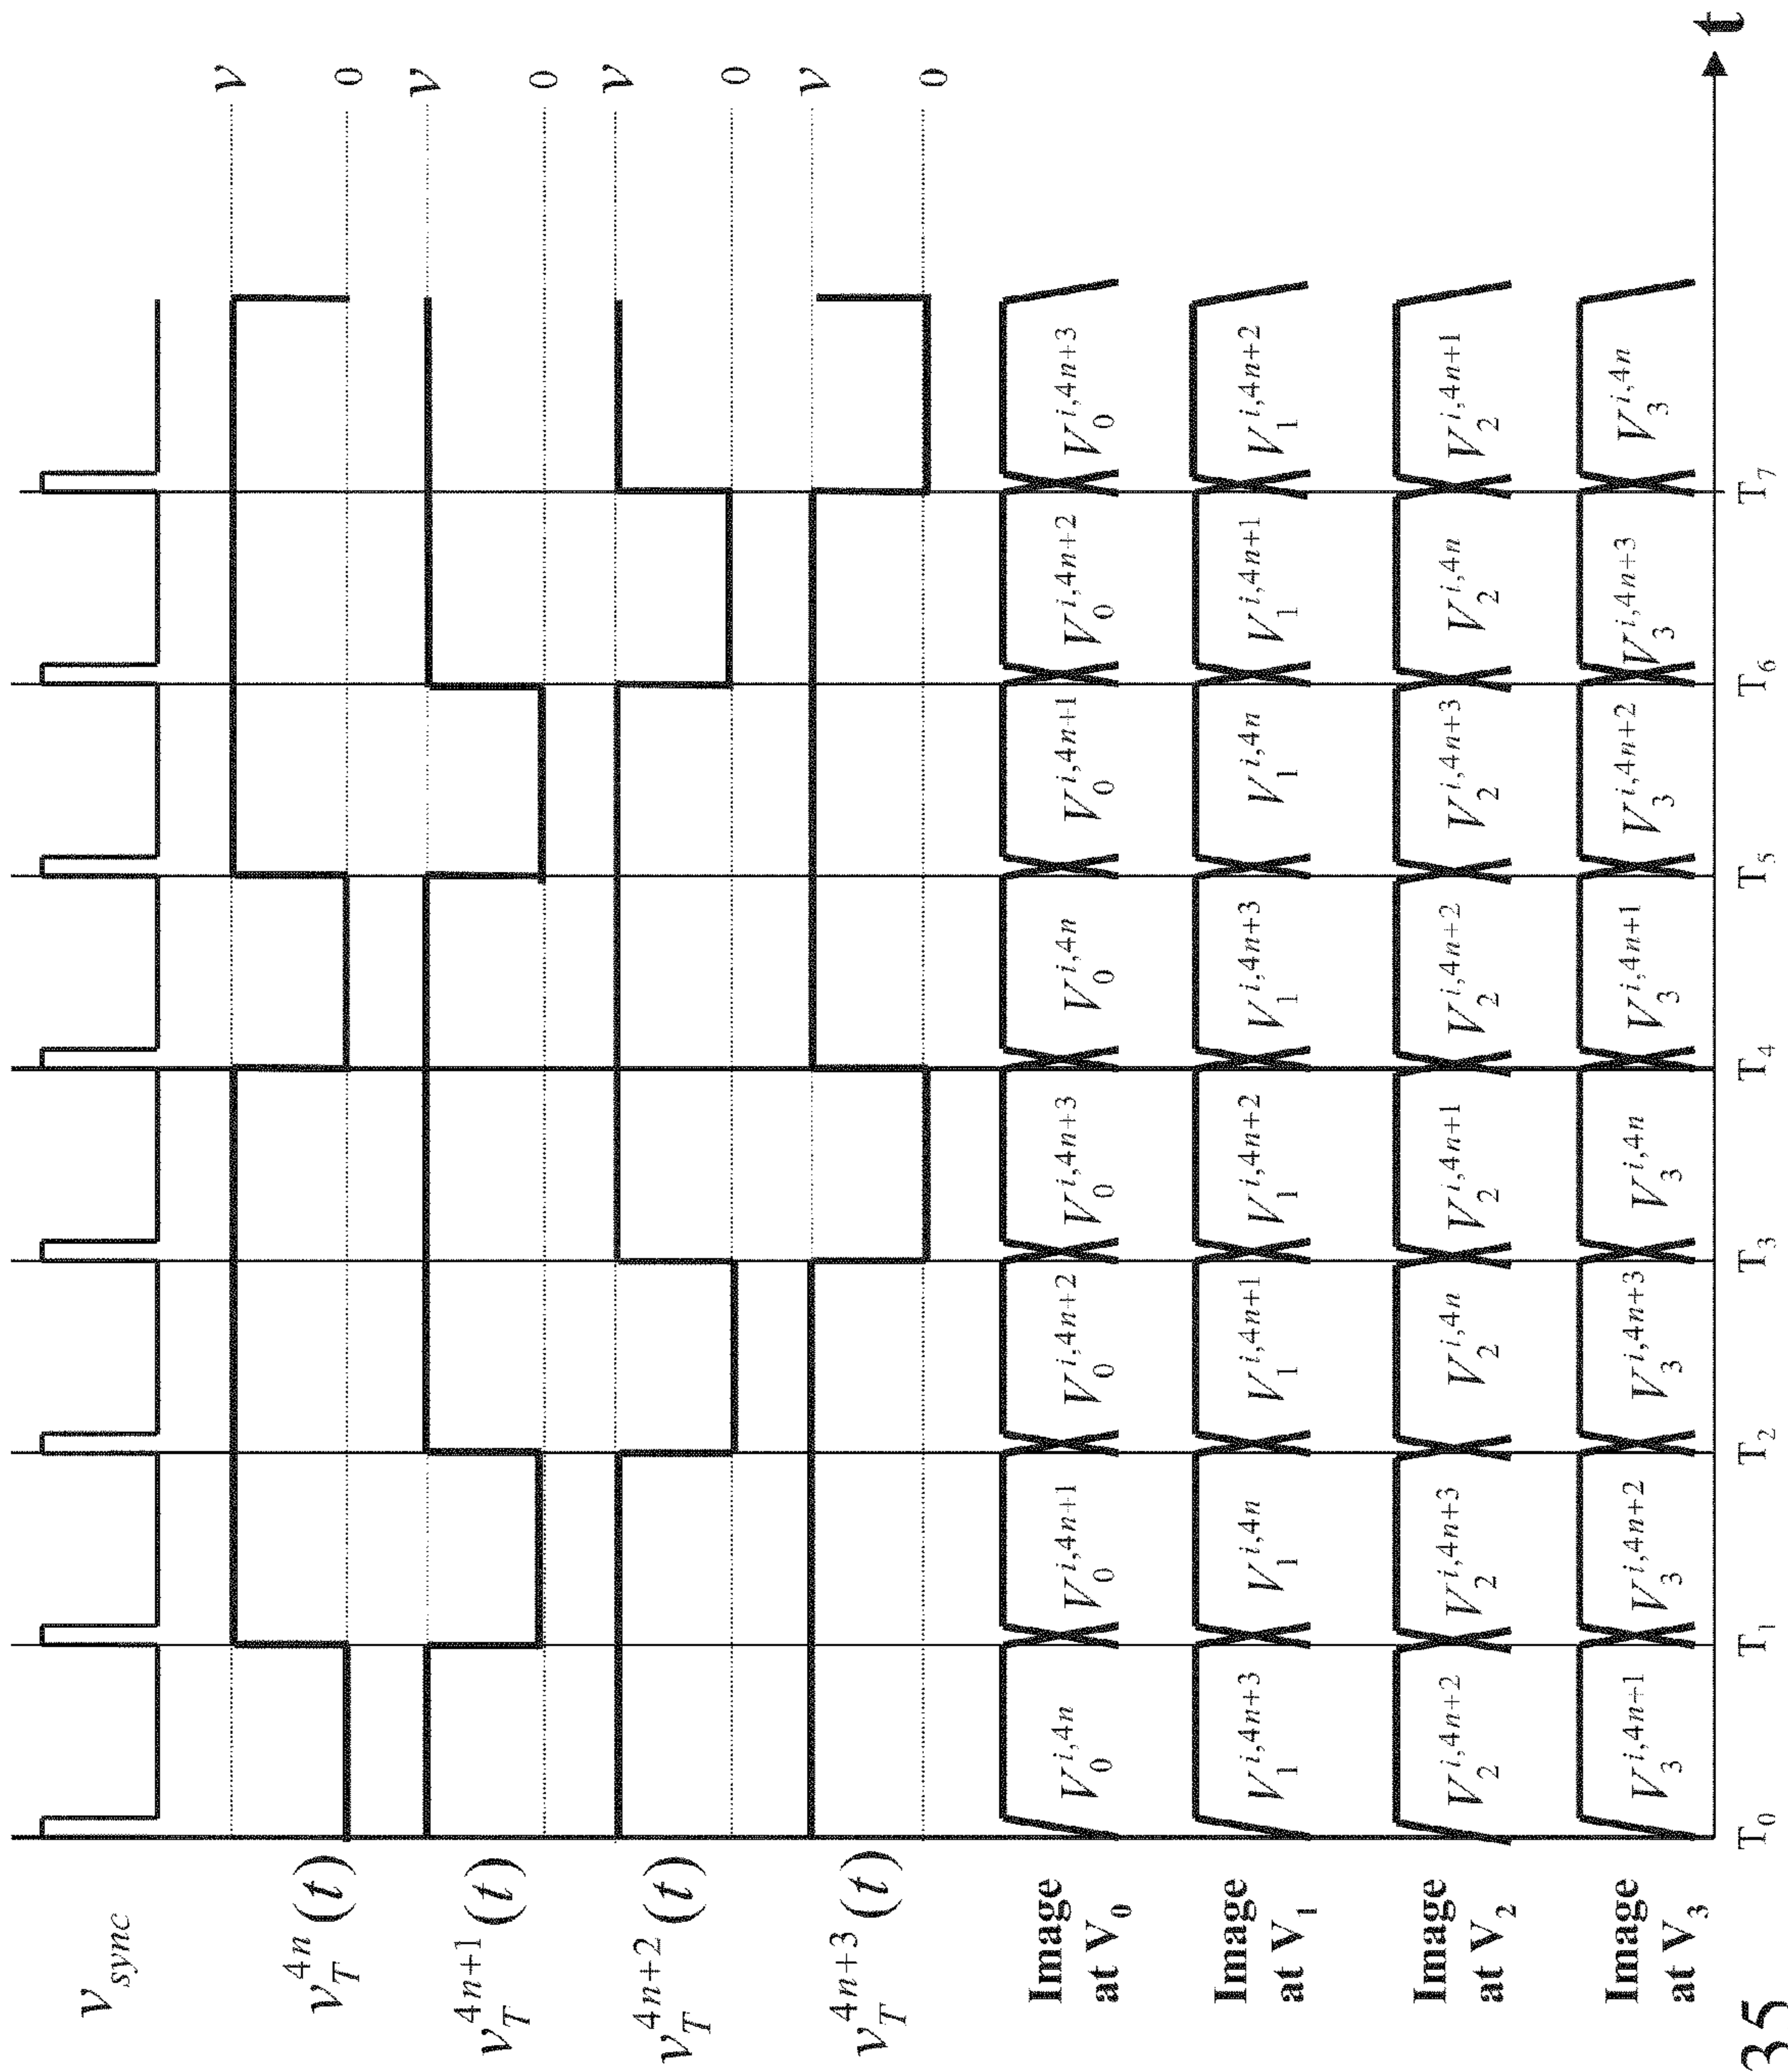 v_sync
v_T^{4n}(t)
v
0
v_T^{4n+1}(t)
v
0
v_T^{4n+2}(t)
v
0
v_T^{4n+3}(t)
v
0
Image at V_0
V_0^{i,4n} V_0^{i,4n+1} V_0^{i,4n+2} V_0^{i,4n+3} V_0^{i,4n} V_0^{i,4n+1} V_0^{i,4n+2} V_0^{i,4n+3}
Image at V_1
V_1^{i,4n+3} V_1^{i,4n} V_1^{i,4n+1} V_1^{i,4n+2} V_1^{i,4n+3} V_1^{i,4n} V_1^{i,4n+1} V_1^{i,4n+2}
Image at V_2
V_2^{i,4n+2} V_2^{i,4n+3} V_2^{i,4n} V_2^{i,4n+1} V_2^{i,4n+2} V_2^{i,4n+3} V_2^{i,4n} V_2^{i,4n+1}
Image at V_3
V_3^{i,4n+1} V_3^{i,4n+2} V_3^{i,4n+3} V_3^{i,4n} V_3^{i,4n+1} V_3^{i,4n+2} V_3^{i,4n+3} V_3^{i,4n}
t
T_0 T_1 T_2 T_3 T_4 T_5 T_6 T_7
35